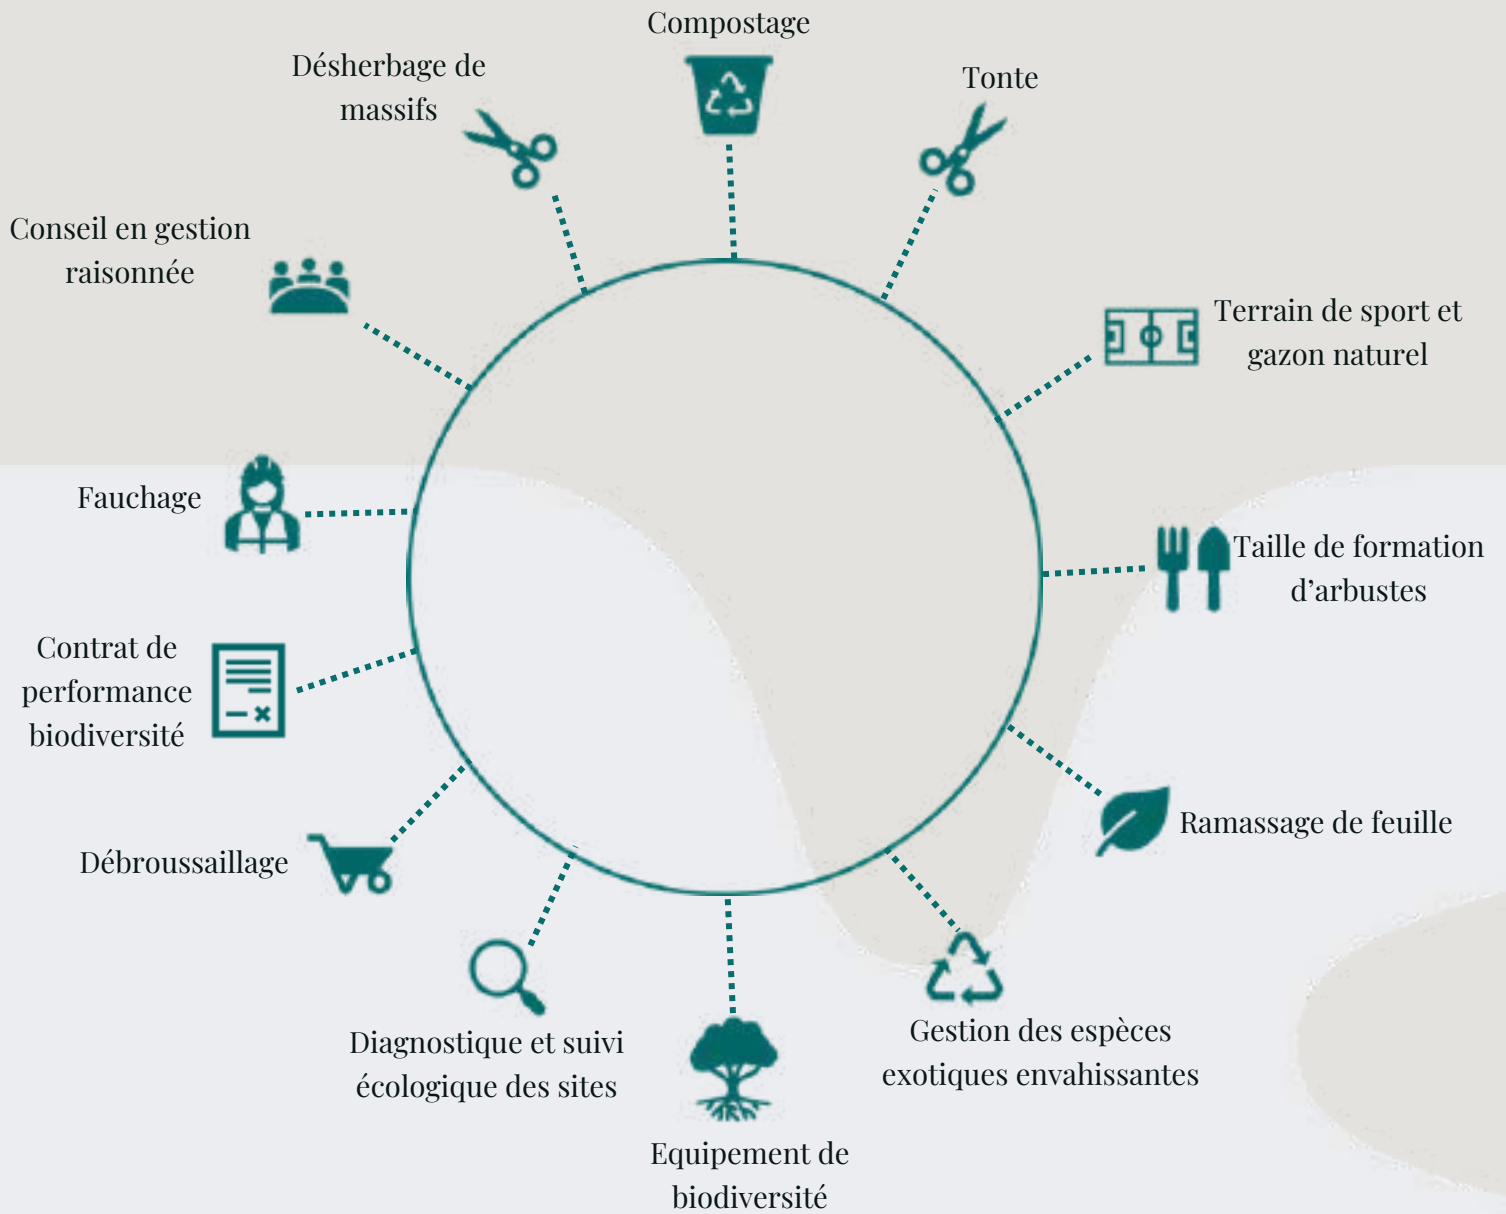 Compostage
Désherbage de
massifs
Tonte
Conseil en gestion
raisonnée
Terrain de sport et
gazon naturel
Fauchage
Taille de formation
d’arbustes
Contrat de
performance
biodiversité
Ramassage de feuille
Débroussaillage
Diagnostique et suivi
écologique des sites
Gestion des espèces
exotiques envahissantes
Equipement de
biodiversité